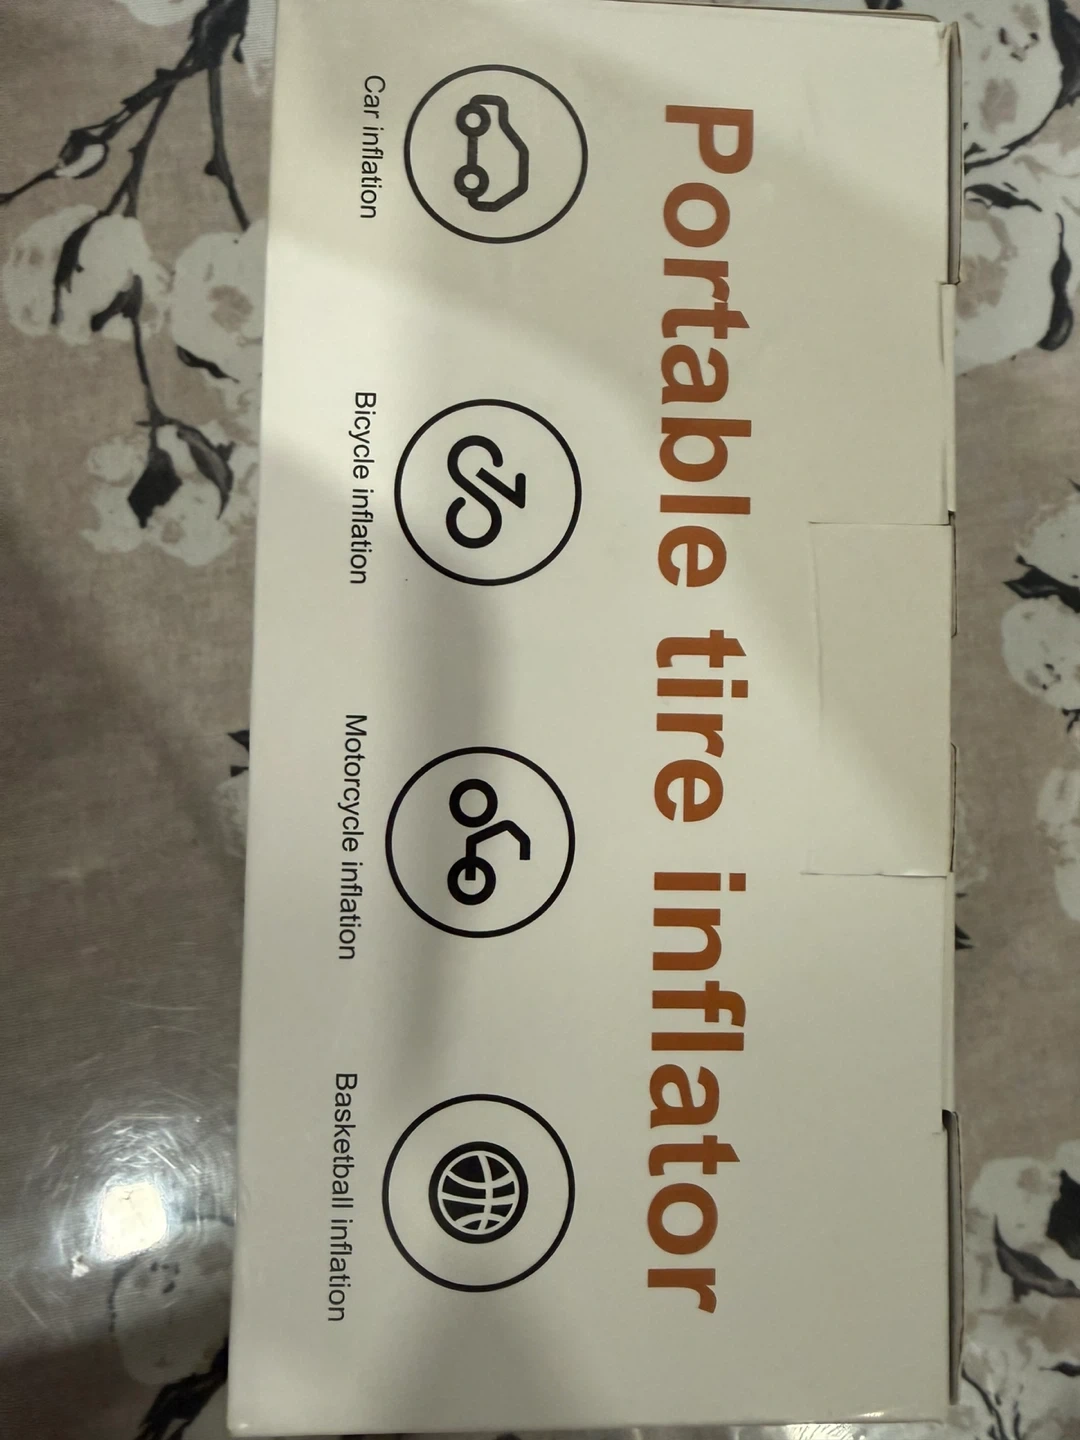 Portable tire inflator
Car inflation
Bicycle inflation
Motorcycle inflation
Basketball inflation